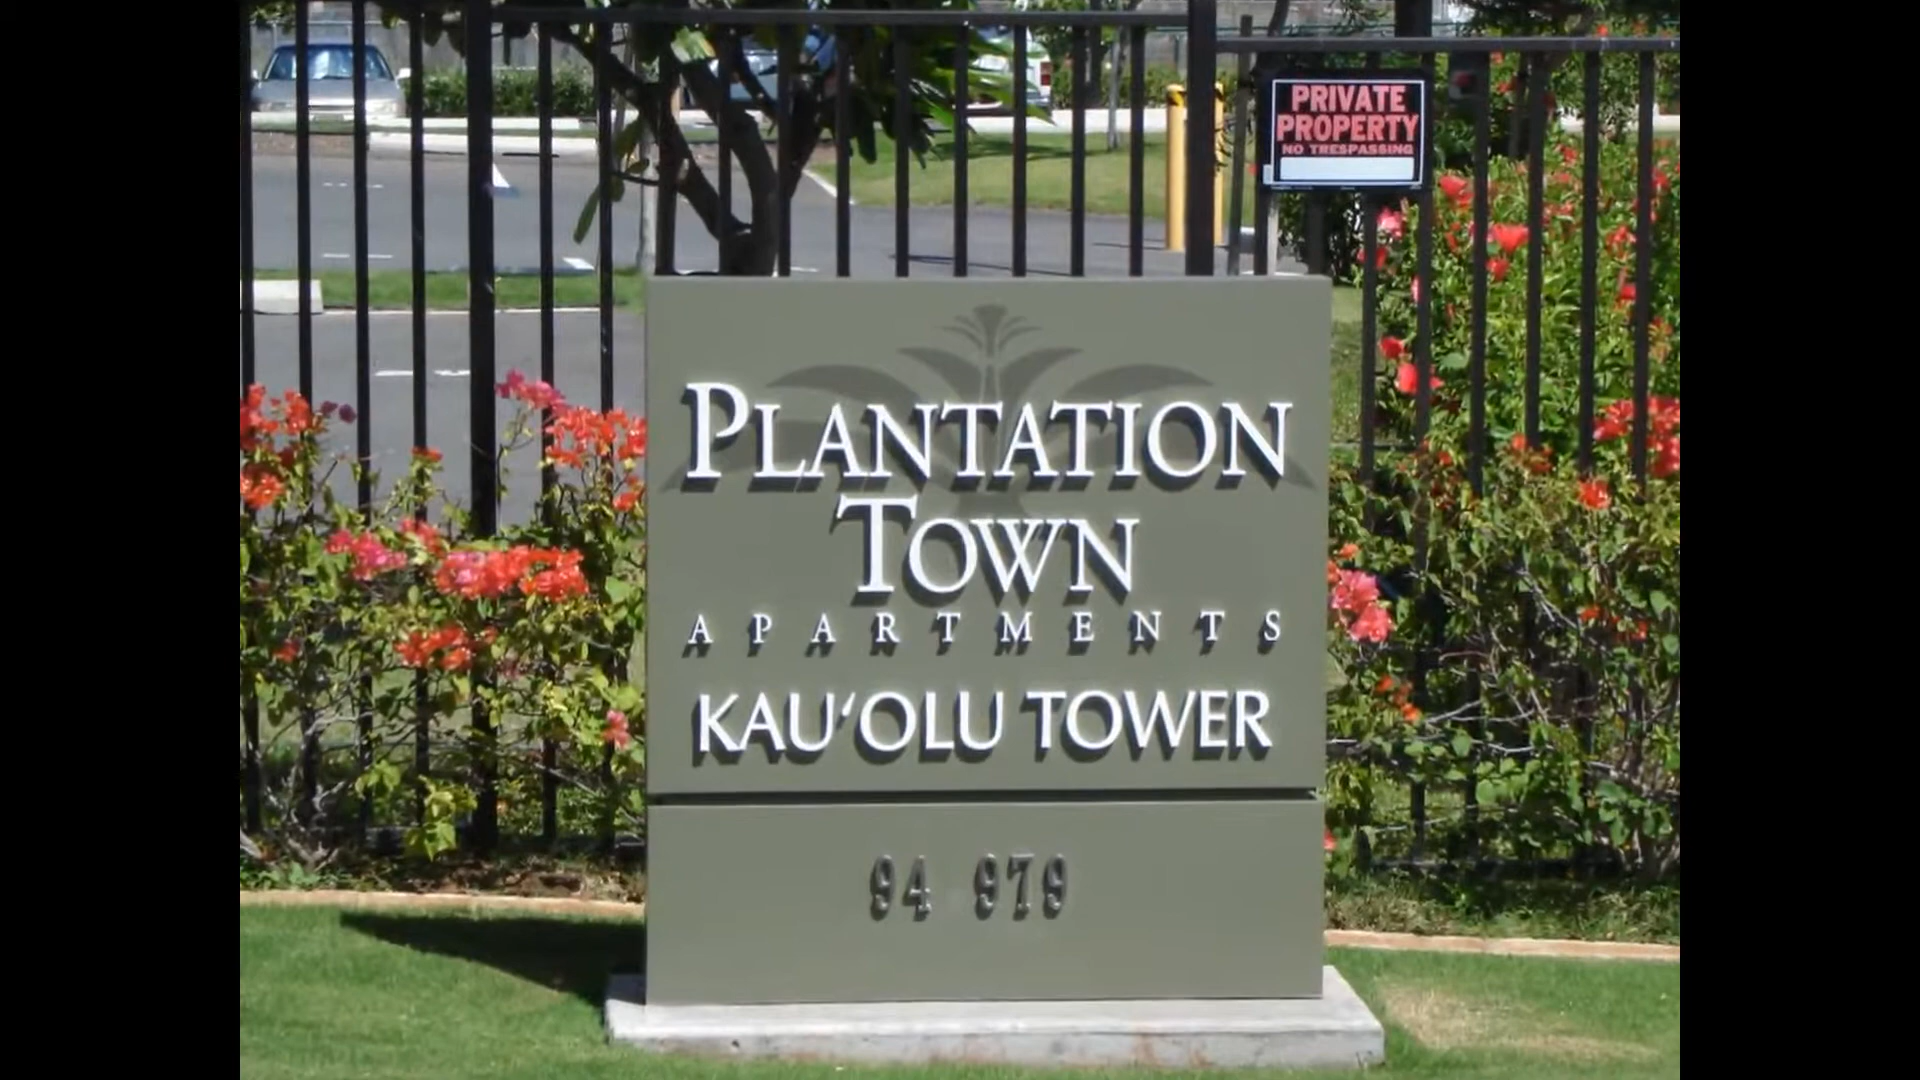 PRIVATE
PROPERTY
NO TRESPASSING
PLANTATION
TOWN
APARTMENTS
KAU‘OLU TOWER
94 979